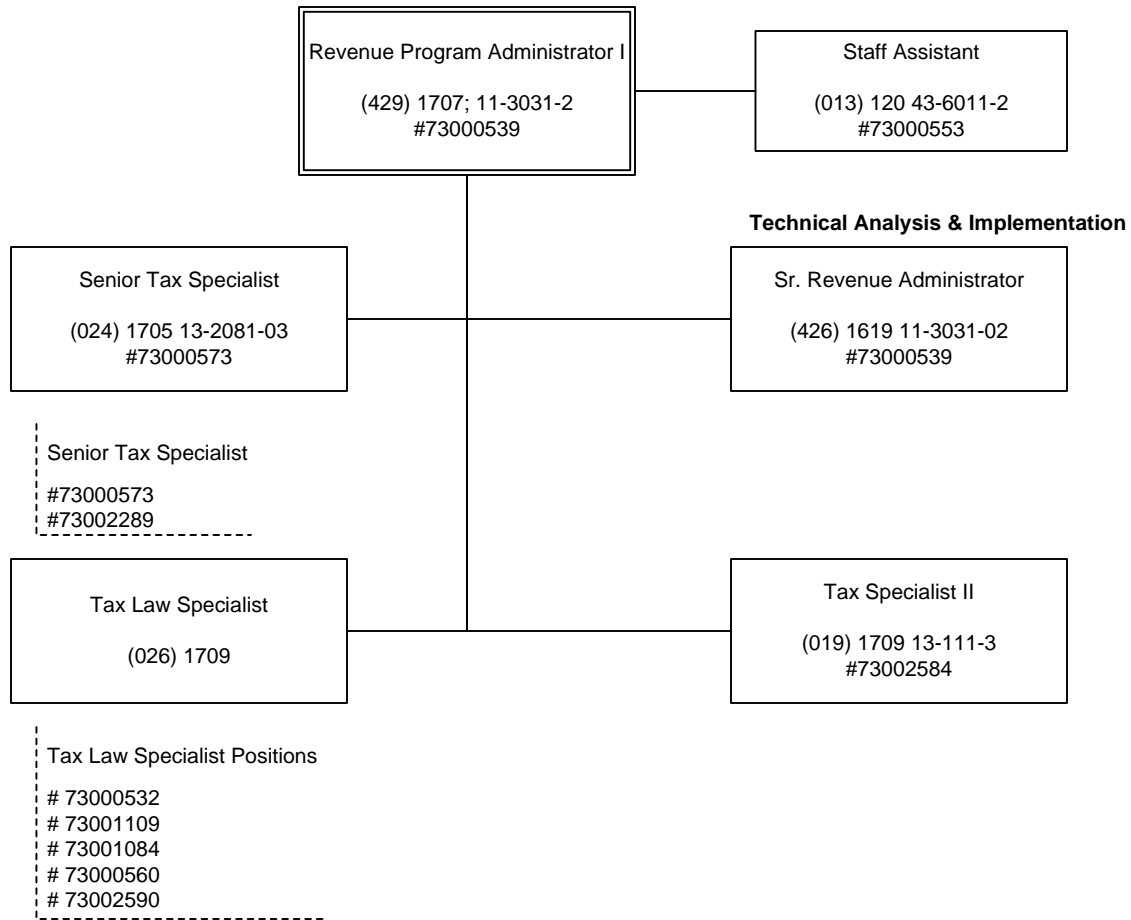 Revenue Program Administrator I
(429) 1707; 11-3031-2
#73000539
Staff Assistant
(013) 120 43-6011-2
#73000553
Technical Analysis & Implementation
Senior Tax Specialist
(024) 1705 13-2081-03
#73000573
Sr. Revenue Administrator
(426) 1619 11-3031-02
#73000539
Senior Tax Specialist
#73000573
#73002289
Tax Law Specialist
(026) 1709
Tax Specialist II
(019) 1709 13-111-3
#73002584
Tax Law Specialist Positions
# 73000532
# 73001109
# 73001084
# 73000560
# 73002590